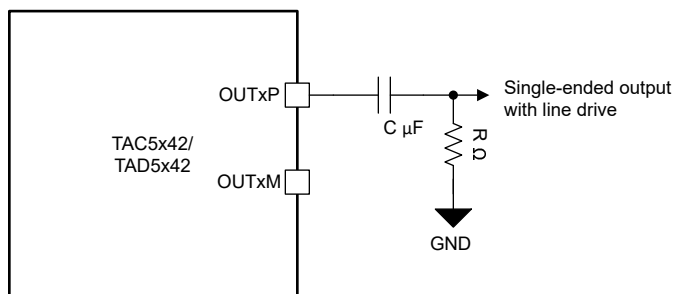 OUTxP
Single-ended output
with line drive
C µF
R Ω
TAC5x42/
TAD5x42
OUTxM
GND